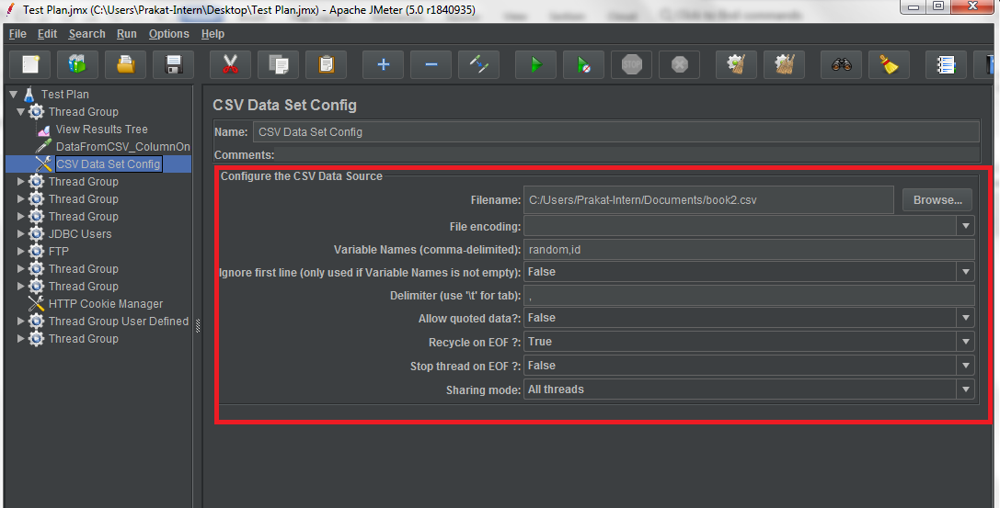 Test Plan.jmx (C:\Users\Prakat-Intern\Desktop\Test Plan.jmx) - Apache JMeter (5.0 r1840935)
File Edit Search Run Options Help
STOP
Test Plan
Thread Group
View Results Tree
DataFromCSV_ColumnOn
CSV Data Set Config
Thread Group
Thread Group
Thread Group
JDBC Users
FTP
Thread Group
Thread Group
HTTP Cookie Manager
Thread Group User Defined
Thread Group
CSV Data Set Config
Name: CSV Data Set Config
Comments:
Configure the CSV Data Source
Filename: C:/Users/Prakat-Intern/Documents/book2.csv Browse...
File encoding:
Variable Names (comma-delimited): random,id
Ignore first line (only used if Variable Names is not empty): False
Delimiter (use '\t' for tab): ,
Allow quoted data?: False
Recycle on EOF ?: True
Stop thread on EOF ?: False
Sharing mode: All threads